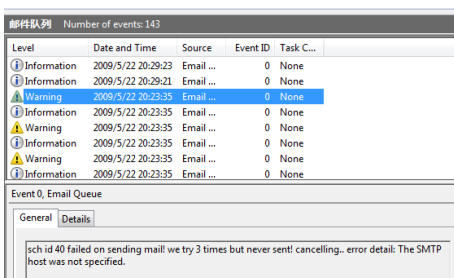 邮件队列 Number of events: 143
Level Date and Time Source Event ID Task C...
Information 2009/5/22 20:29:23 Email ... 0 None
Information 2009/5/22 20:29:21 Email ... 0 None
Warning 2009/5/22 20:23:35 Email ... 0 None
Information 2009/5/22 20:23:35 Email ... 0 None
Warning 2009/5/22 20:23:35 Email ... 0 None
Information 2009/5/22 20:23:35 Email ... 0 None
Warning 2009/5/22 20:23:35 Email ... 0 None
Information 2009/5/22 20:23:35 Email ... 0 None
Event 0, Email Queue
General Details
sch id 40 failed on sending mail! we try 3 times but never sent! cancelling.. error detail: The SMTP
host was not specified.